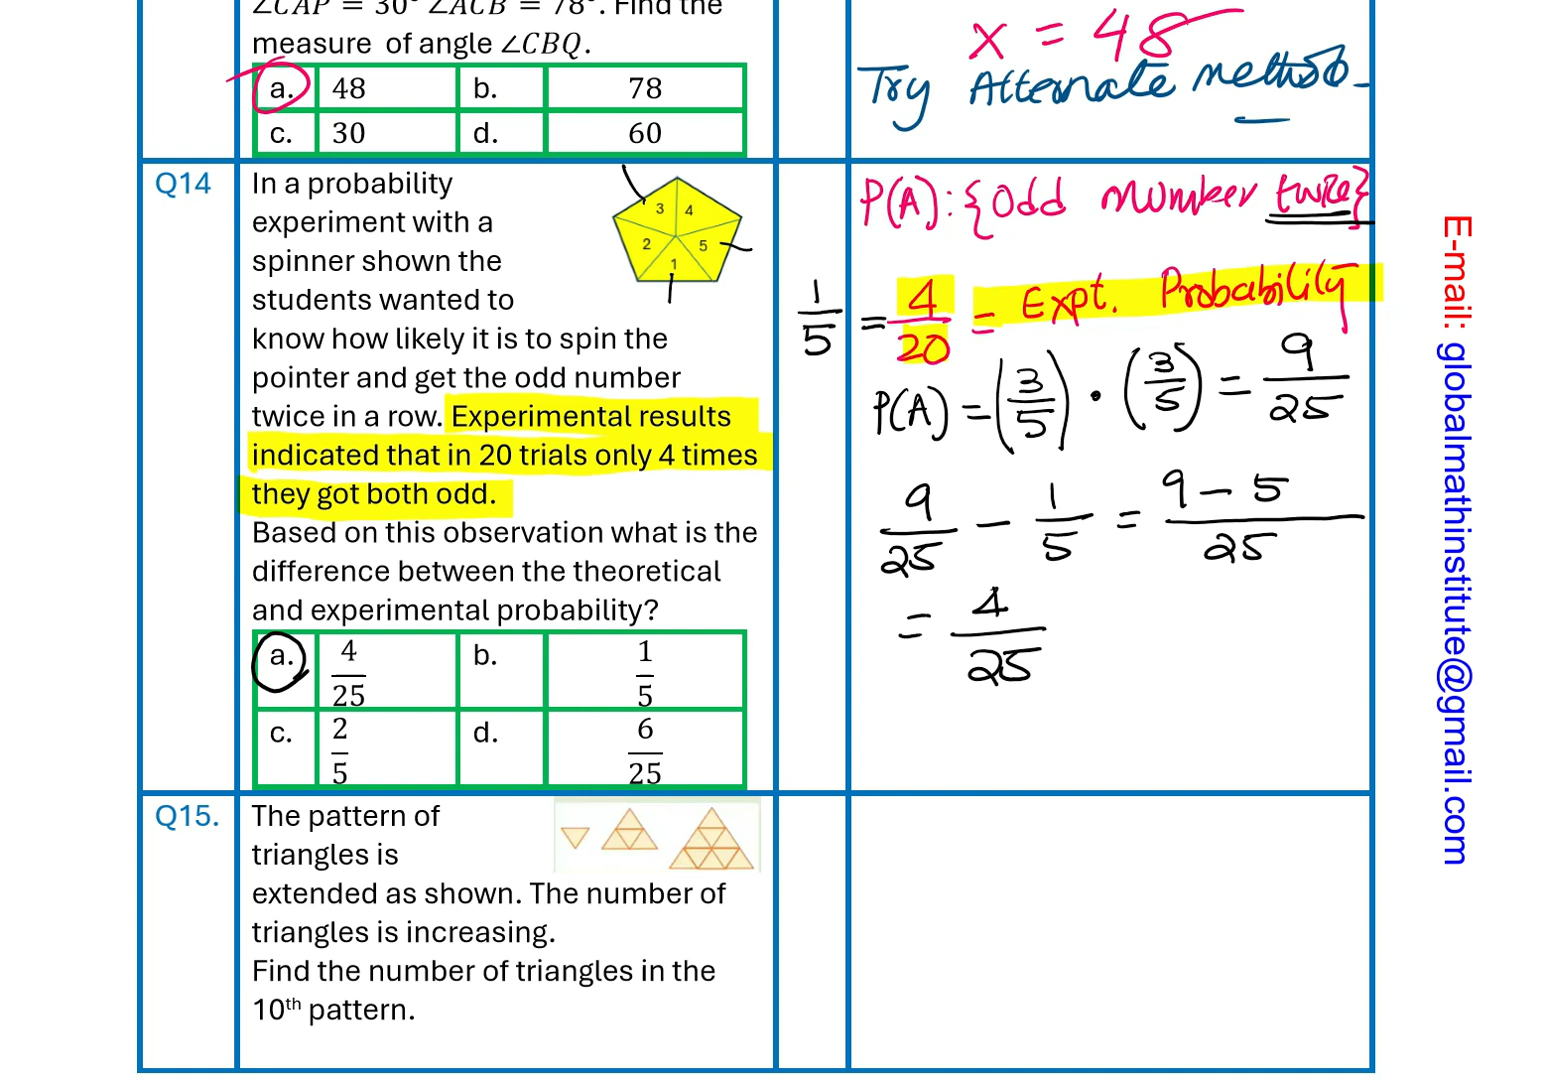 ∠CAP = 30° ∠ACB = 78°. Find the
measure of angle ∠CBQ.
a. 48 b. 78
c. 30 d. 60
x = 48
Try Alternate method
Q14
In a probability
experiment with a
spinner shown the
students wanted to
know how likely it is to spin the
pointer and get the odd number
twice in a row. Experimental results
indicated that in 20 trials only 4 times
they got both odd.
Based on this observation what is the
difference between the theoretical
and experimental probability?
3 4
2 5
1
a. 4/25 b. 1/5
c. 2/5 d. 6/25
P(A):{Odd number twice}
1/5 = 4/20 = Expt. Probability
P(A) = (3/5) · (3/5) = 9/25
9/25 - 1/5 = 9 - 5/25
= 4/25
Q15.
The pattern of
triangles is
extended as shown. The number of
triangles is increasing.
Find the number of triangles in the
10th pattern.
E-mail: globalmathinstitute@gmail.com